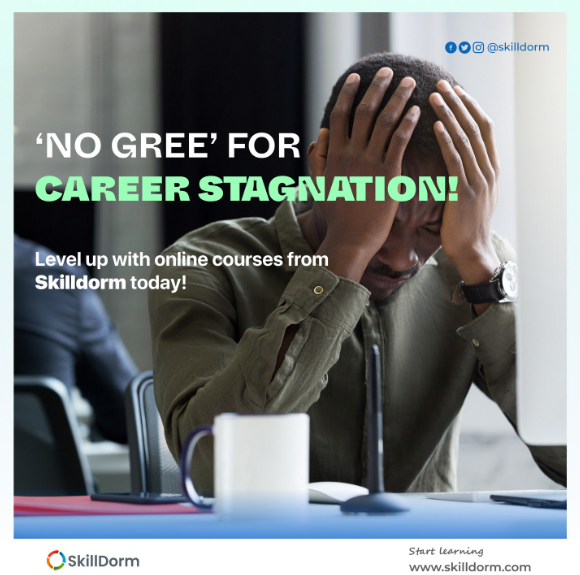 @skilldorm
‘NO GREE’ FOR
CAREER STAGNATION!
Level up with online courses from
Skilldorm today!
SkillDorm
Start learning
www.skilldorm.com